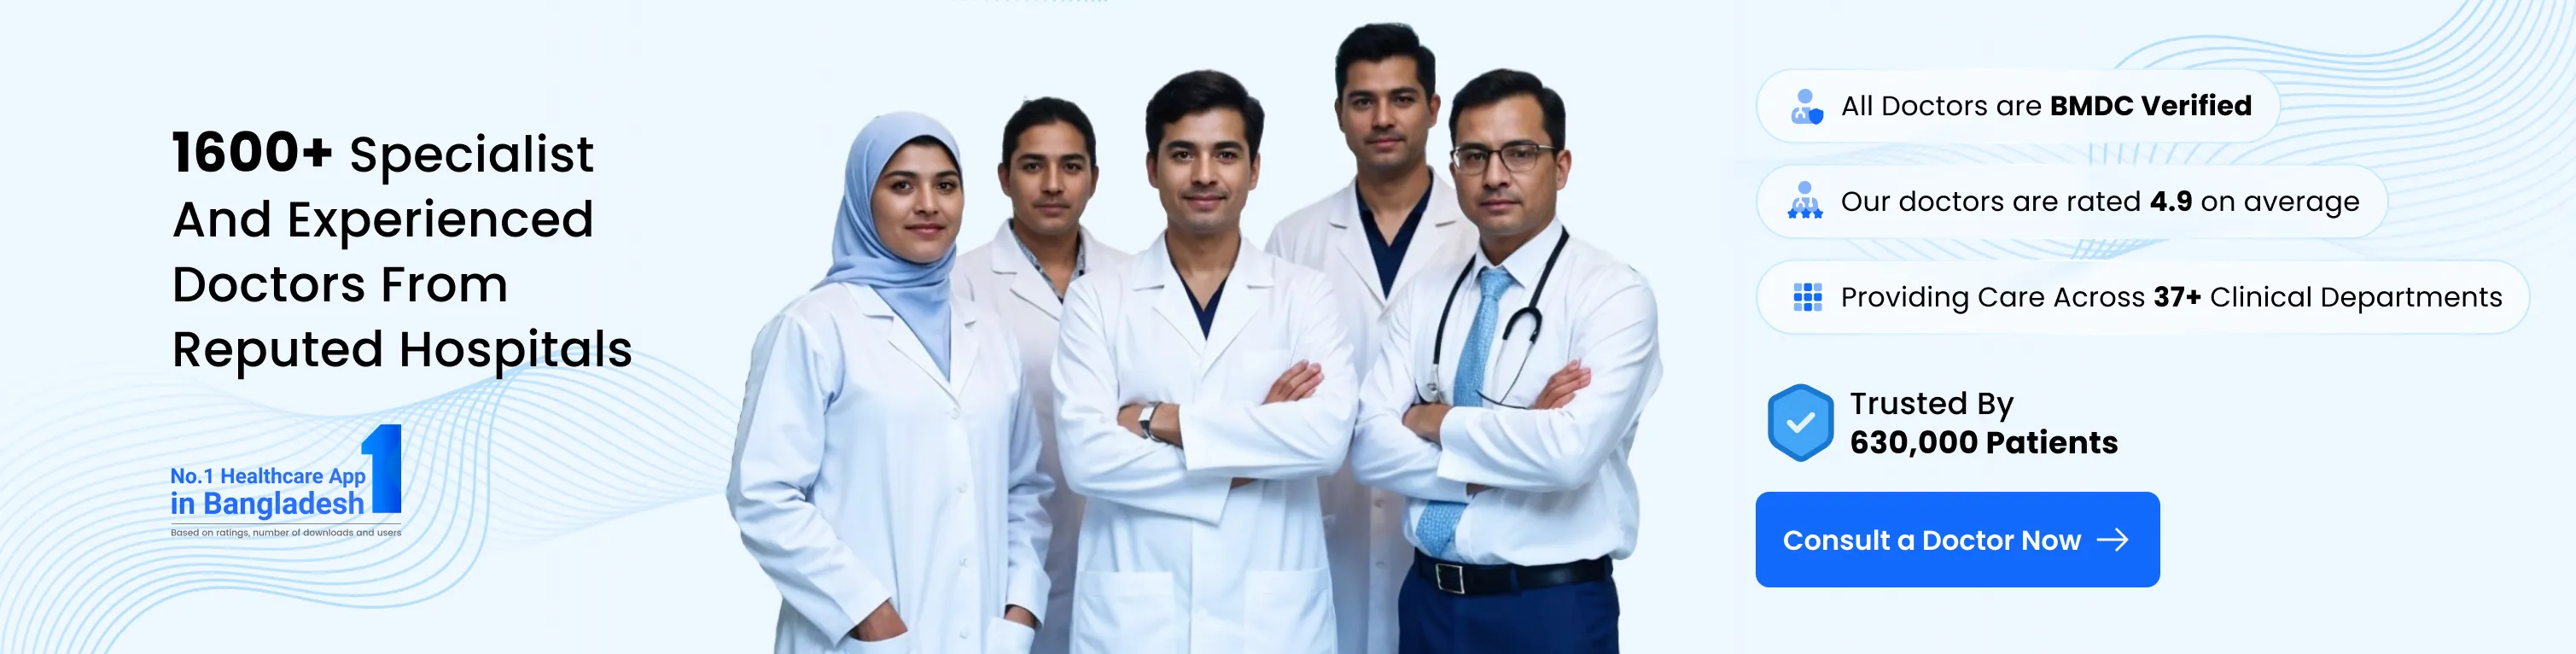 1600+ Specialist
And Experienced
Doctors From
Reputed Hospitals
No.1 Healthcare App
in Bangladesh
1
Based on ratings, number of downloads and users
All Doctors are BMDC Verified
Our doctors are rated 4.9 on average
Providing Care Across 37+ Clinical Departments
Trusted By
630,000 Patients
Consult a Doctor Now →